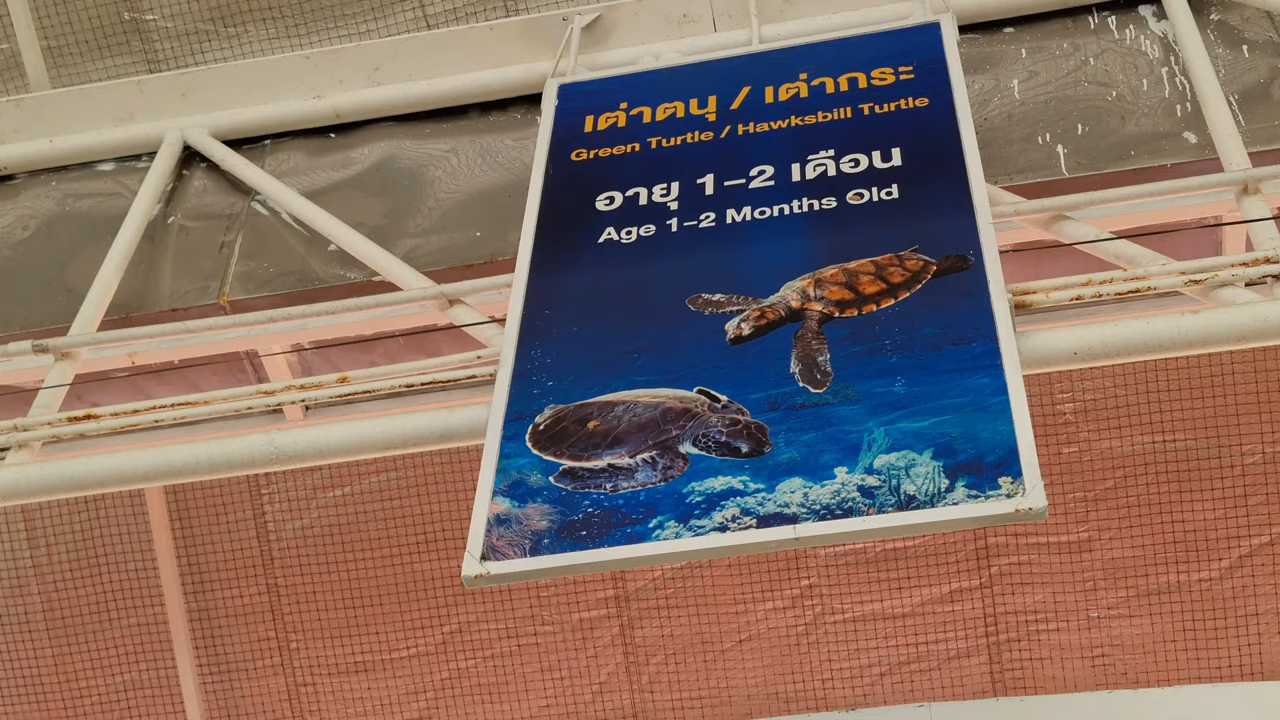 เต่าตนุ / เต่ากระ
Green Turtle / Hawksbill Turtle
อายุ 1-2 เดือน
Age 1-2 Months Old